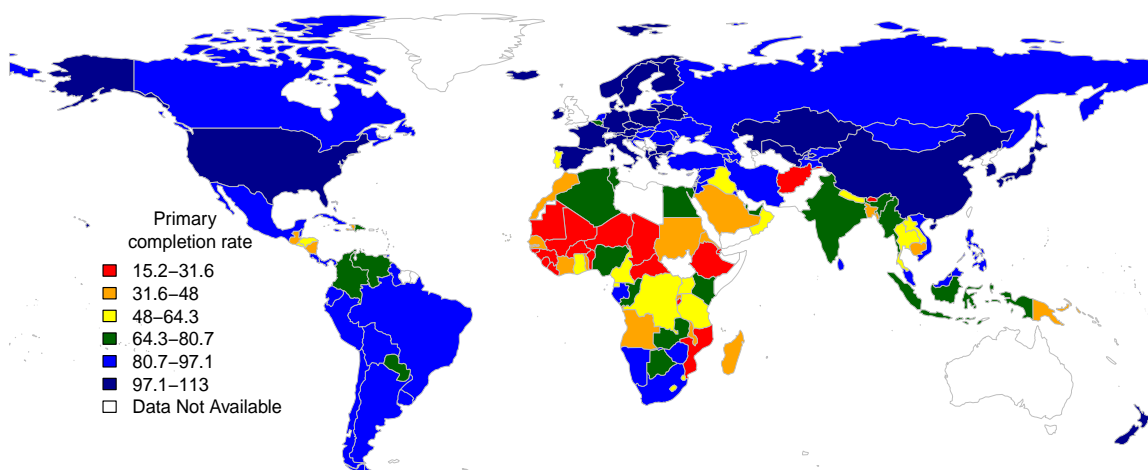 Primary
completion rate
15.2−31.6
31.6−48
48−64.3
64.3−80.7
80.7−97.1
97.1−113
Data Not Available